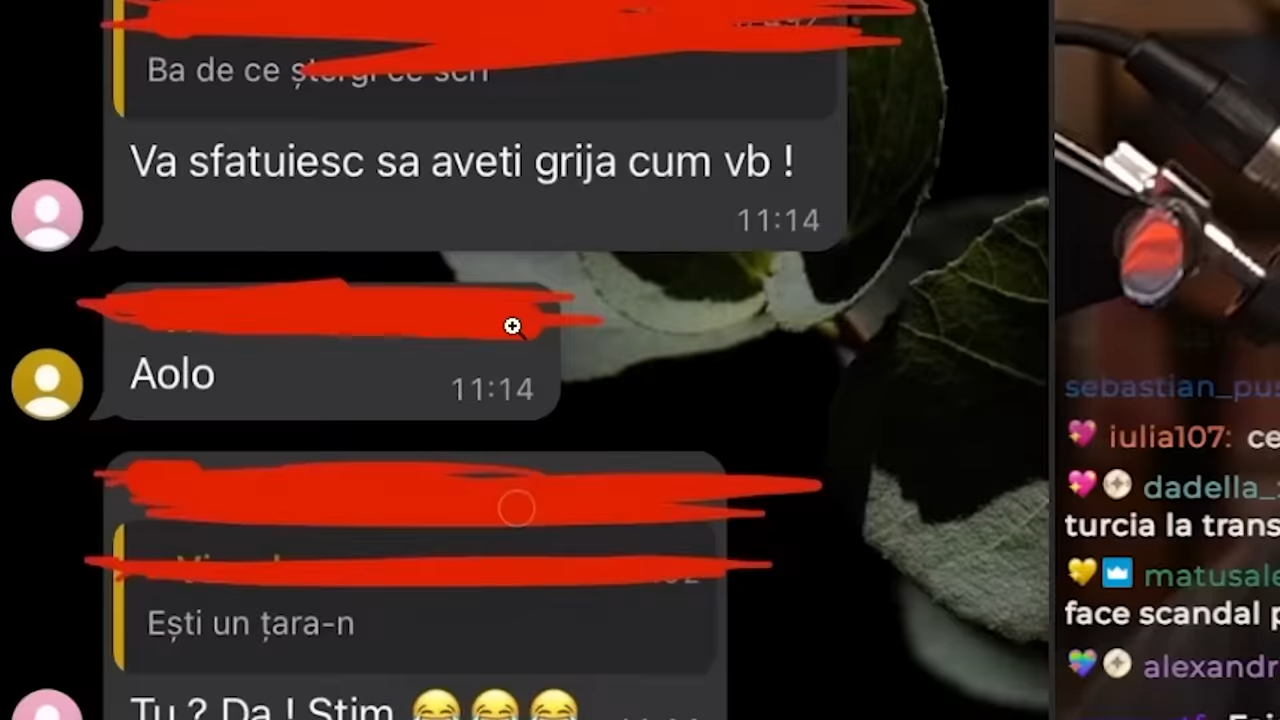 Ba de ce ștergi ce scri
Va sfatuiesc sa aveti grija cum vb !
11:14
Aolo
11:14
Ești un țara-n
Tu ? Da ! Stim 😂😂😂
sebastian_pus
iulia107: ce
dadella_
turcia la trans
matusale
face scandal p
alexandr